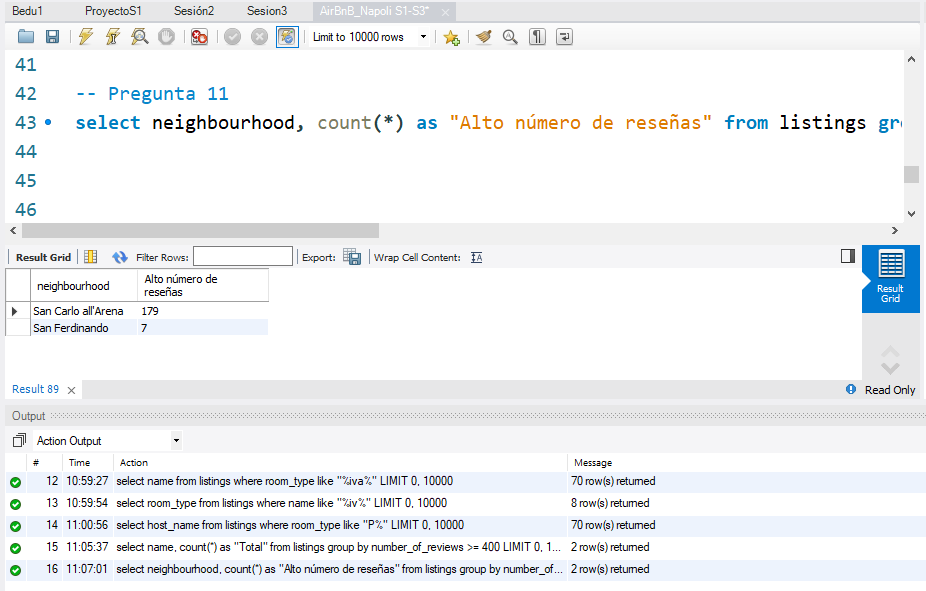 Bedu1 ProyectoS1 Sesión2 Sesion3 AirBnB_Napoli S1-S3*
Limit to 10000 rows
41
42 -- Pregunta 11
43 select neighbourhood, count(*) as "Alto número de reseñas" from listings gr
44
45
46
Result Grid Filter Rows: Export: Wrap Cell Content: IA
neighbourhood Alto número de
reseñas
San Carlo all'Arena 179
San Ferdinando 7
Result
Grid
Result 89 Read Only
Output
Action Output
# Time Action Message
12 10:59:27 select name from listings where room_type like "%iva%" LIMIT 0, 10000 70 row(s) returned
13 10:59:54 select room_type from listings where name like "%iv%" LIMIT 0, 10000 8 row(s) returned
14 11:00:56 select host_name from listings where room_type like "P%" LIMIT 0, 10000 70 row(s) returned
15 11:05:37 select name, count(*) as "Total" from listings group by number_of_reviews >= 400 LIMIT 0, 1... 2 row(s) returned
16 11:07:01 select neighbourhood, count(*) as "Alto número de reseñas" from listings group by number_of... 2 row(s) returned